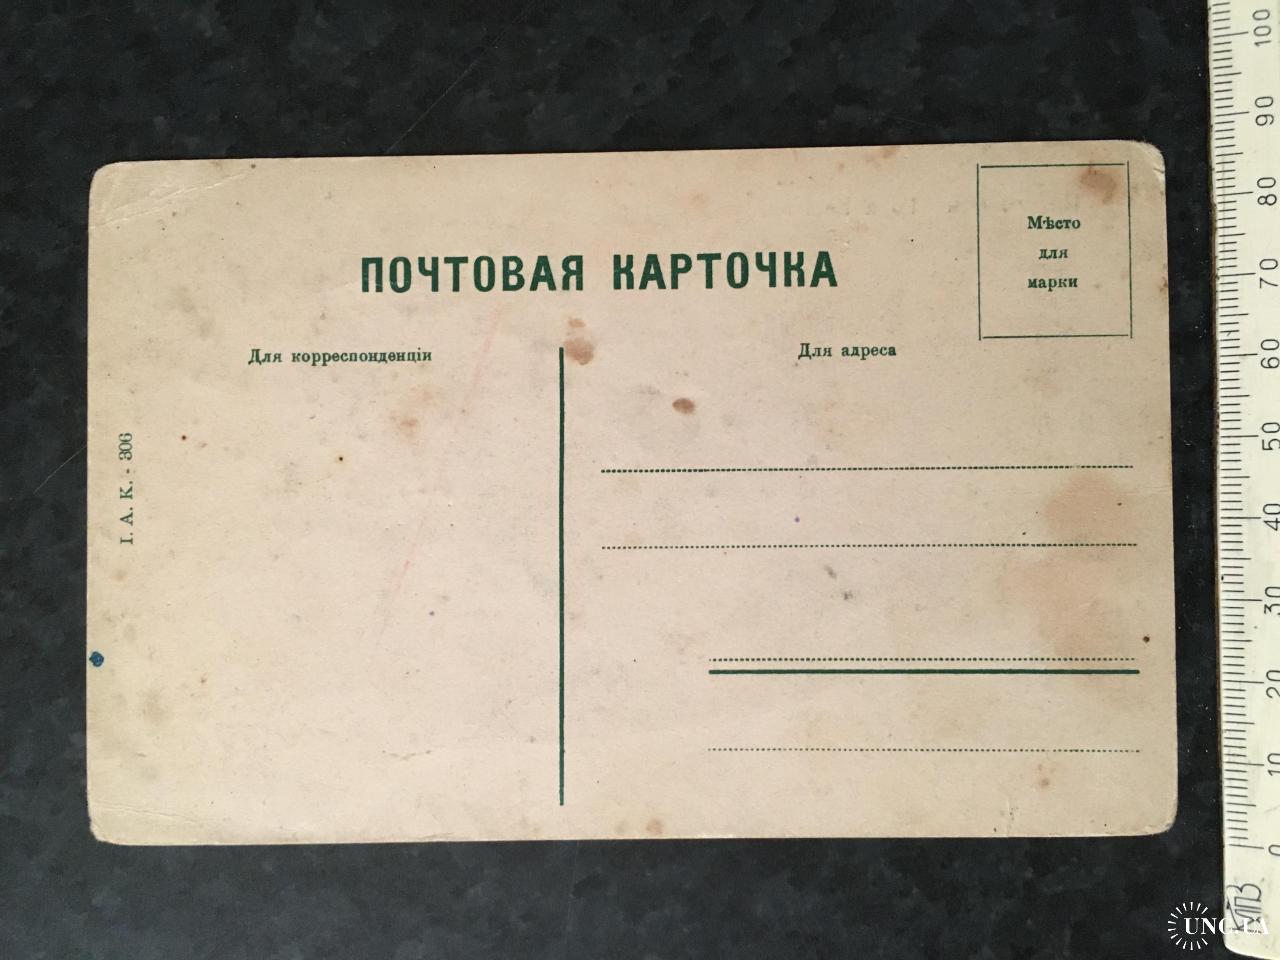 ПОЧТОВАЯ КАРТОЧКА
Мѣсто
для
марки
Для корреспонденціи
Для адреса
I. А. К. - 306
100
90
80
70
60
50
40
30
20
10
0
UNC.UA